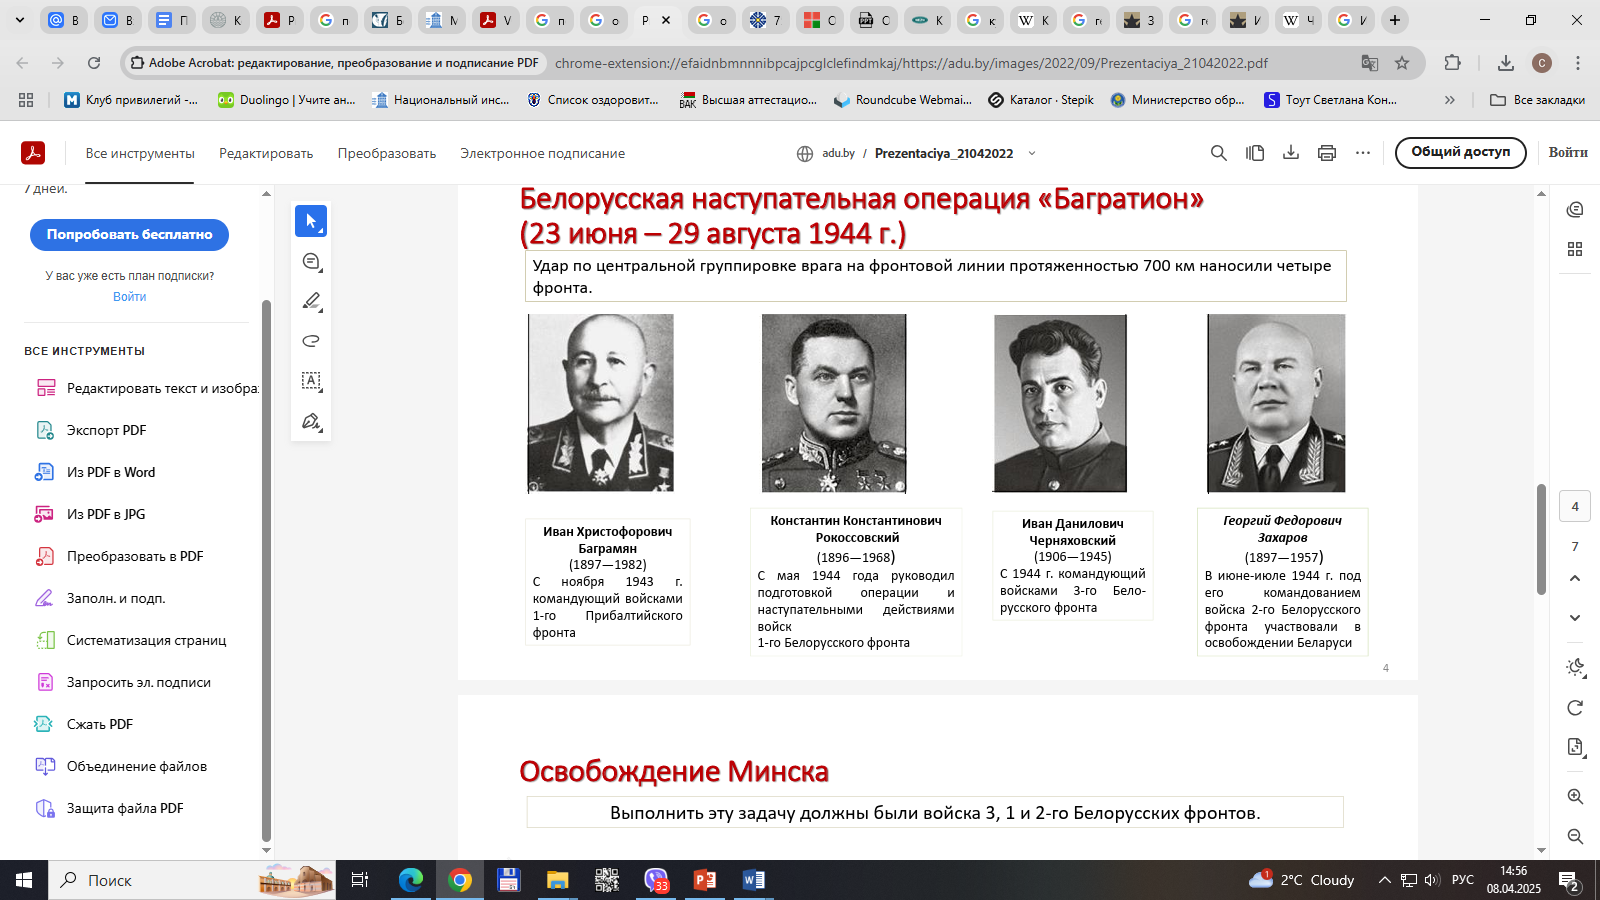 В
В
П
К
Р
п
Б
М
V
п
о
Р
о
7
С
С
К
к
К
го
З
го
И
Ч
И
Adobe Acrobat: редактирование, преобразование и подписание PDF
chrome-extension://efaidnbmnnnibpcajpcglclefindmkaj/https://adu.by/images/2022/09/Prezentaciya_21042022.pdf
С
Клуб привилегий -...
Duolingo | Учите ан...
Национальный инс...
Список оздоровит...
ВАК Высшая аттестацио...
Roundcube Webmai...
Каталог · Stepik
Министерство обр...
Тоут Светлана Кон...
Все закладки
Все инструменты
Редактировать
Преобразовать
Электронное подписание
adu.by / Prezentaciya_21042022
Общий доступ
Войти
7 дней.
Попробовать бесплатно
У вас уже есть план подписки?
Войти
ВСЕ ИНСТРУМЕНТЫ
Редактировать текст и изобра
Экспорт PDF
Из PDF в Word
Из PDF в JPG
Преобразовать в PDF
Заполн. и подп.
Систематизация страниц
Запросить эл. подписи
Сжать PDF
Объединение файлов
Защита файла PDF
Белорусская наступательная операция «Багратион»
(23 июня – 29 августа 1944 г.)
Удар по центральной группировке врага на фронтовой линии протяженностью 700 км наносили четыре
фронта.
Иван Христофорович
Баграмян
(1897—1982)
С ноября 1943 г.
командующий войсками
1-го Прибалтийского
фронта
Константин Константинович
Рокоссовский
(1896—1968)
С мая 1944 года руководил
подготовкой операции и
наступательными действиями
войск
1-го Белорусского фронта
Иван Данилович
Черняховский
(1906—1945)
С 1944 г. командующий
войсками 3-го Бело-
русского фронта
Георгий Федорович
Захаров
(1897—1957)
В июне-июле 1944 г. под
его командованием
войска 2-го Белорусского
фронта участвовали в
освобождении Беларуси
4
Освобождение Минска
Выполнить эту задачу должны были войска 3, 1 и 2-го Белорусских фронтов.
4
7
Поиск
33
1
2°C Cloudy
РУС
14:56
08.04.2025
2